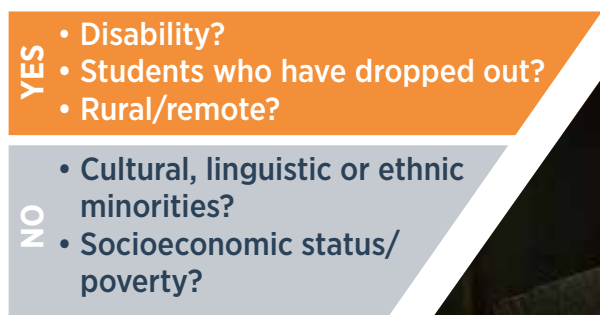 YES
• Disability?
• Students who have dropped out?
• Rural/remote?
NO
• Cultural, linguistic or ethnic
minorities?
• Socioeconomic status/
poverty?